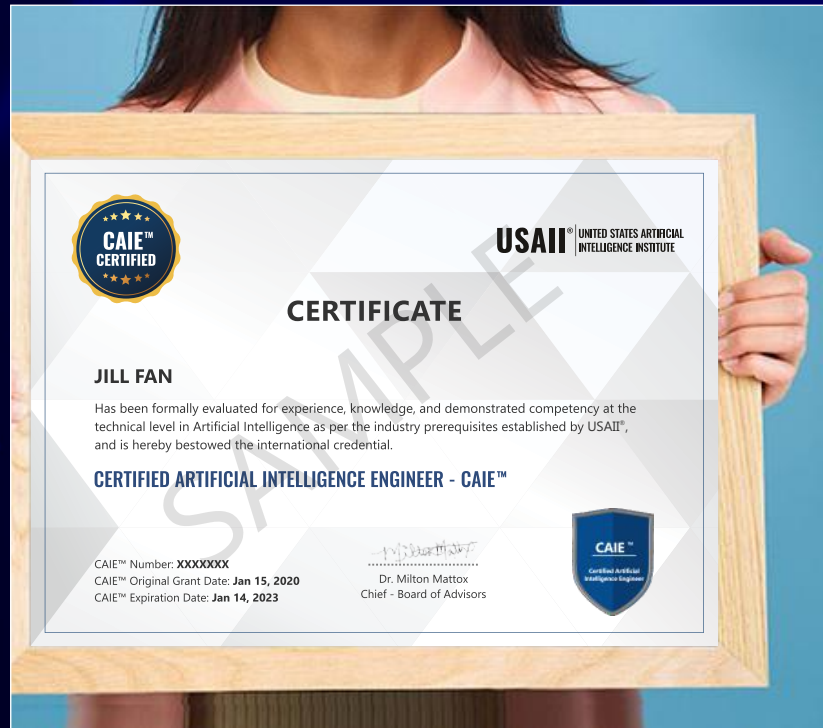 CAIE™
CERTIFIED
USAII® UNITED STATES ARTIFICIAL
INTELLIGENCE INSTITUTE
CERTIFICATE
SAMPLE
JILL FAN
Has been formally evaluated for experience, knowledge, and demonstrated competency at the
technical level in Artificial Intelligence as per the industry prerequisites established by USAII®,
and is hereby bestowed the international credential.
CERTIFIED ARTIFICIAL INTELLIGENCE ENGINEER - CAIE™
CAIE™ Number: XXXXXXX
CAIE™ Original Grant Date: Jan 15, 2020
CAIE™ Expiration Date: Jan 14, 2023
Milton Mattox
Dr. Milton Mattox
Chief - Board of Advisors
CAIE™
Certified Artificial
Intelligence Engineer